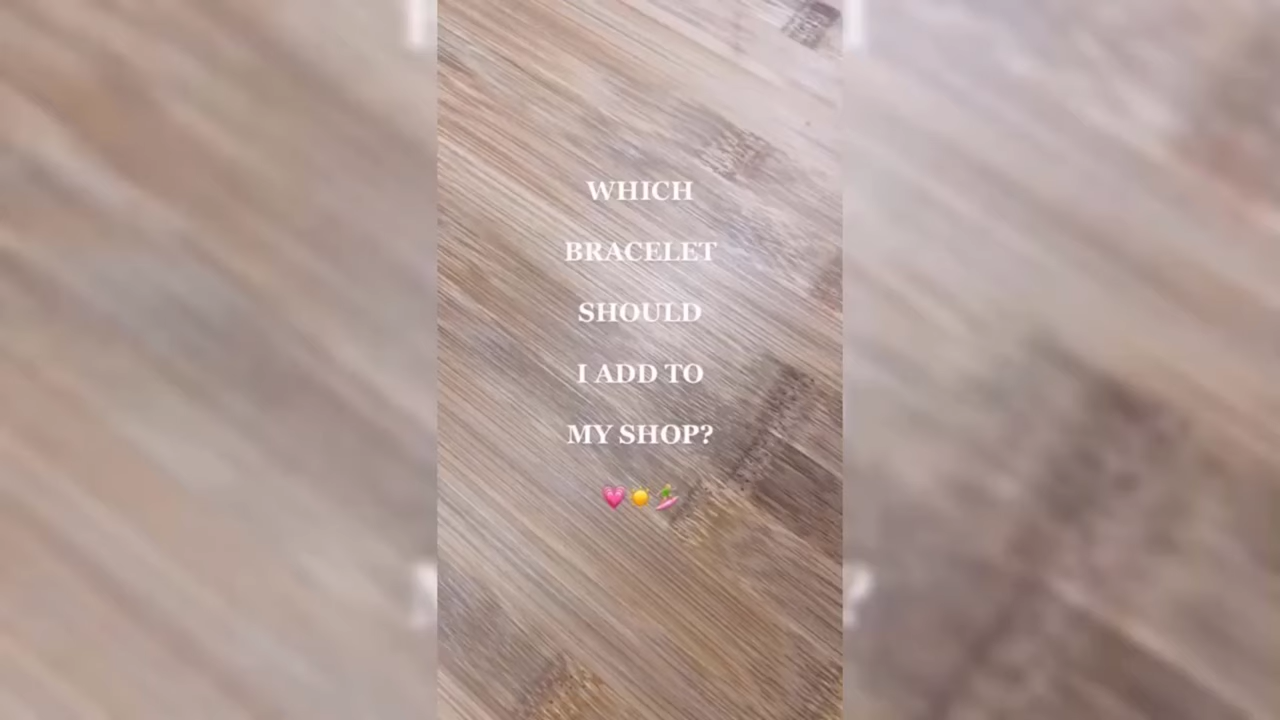 WHICH
BRACELET
SHOULD
I ADD TO
MY SHOP?
💗☀️🏄